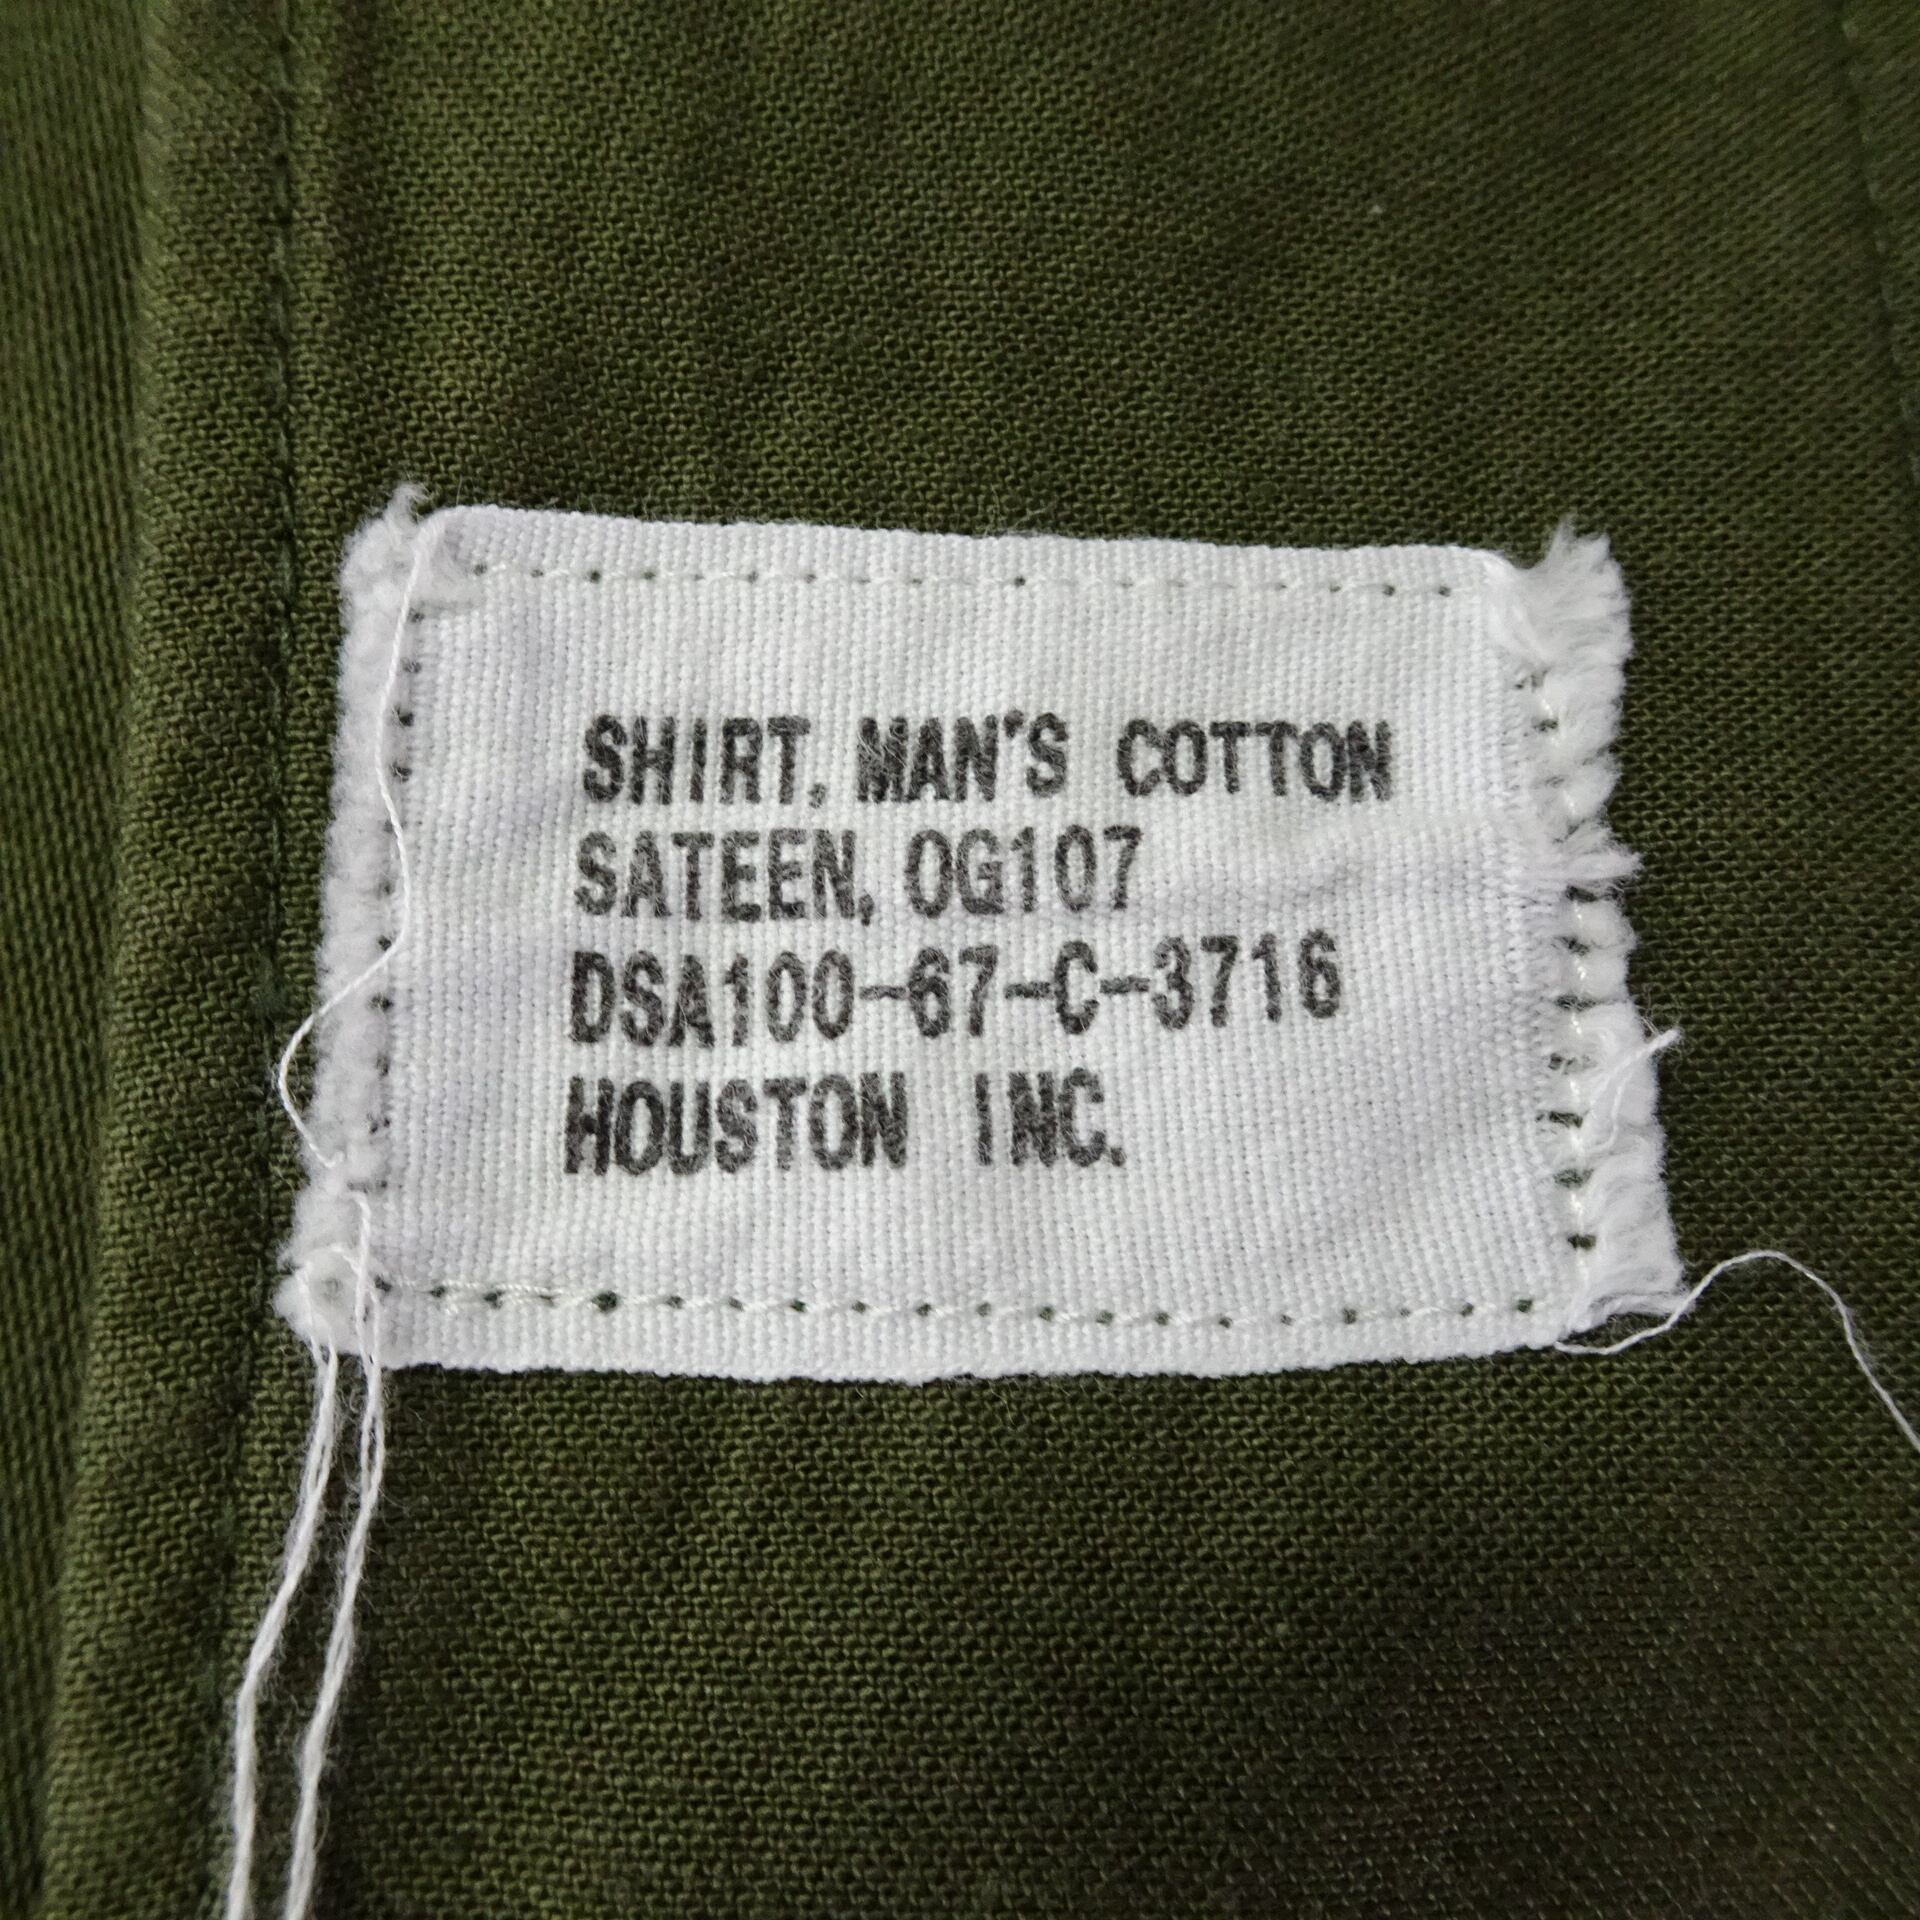 SHIRT, MAN'S COTTON
SATEEN, OG107
DSA100-67-C-3716
HOUSTON INC.